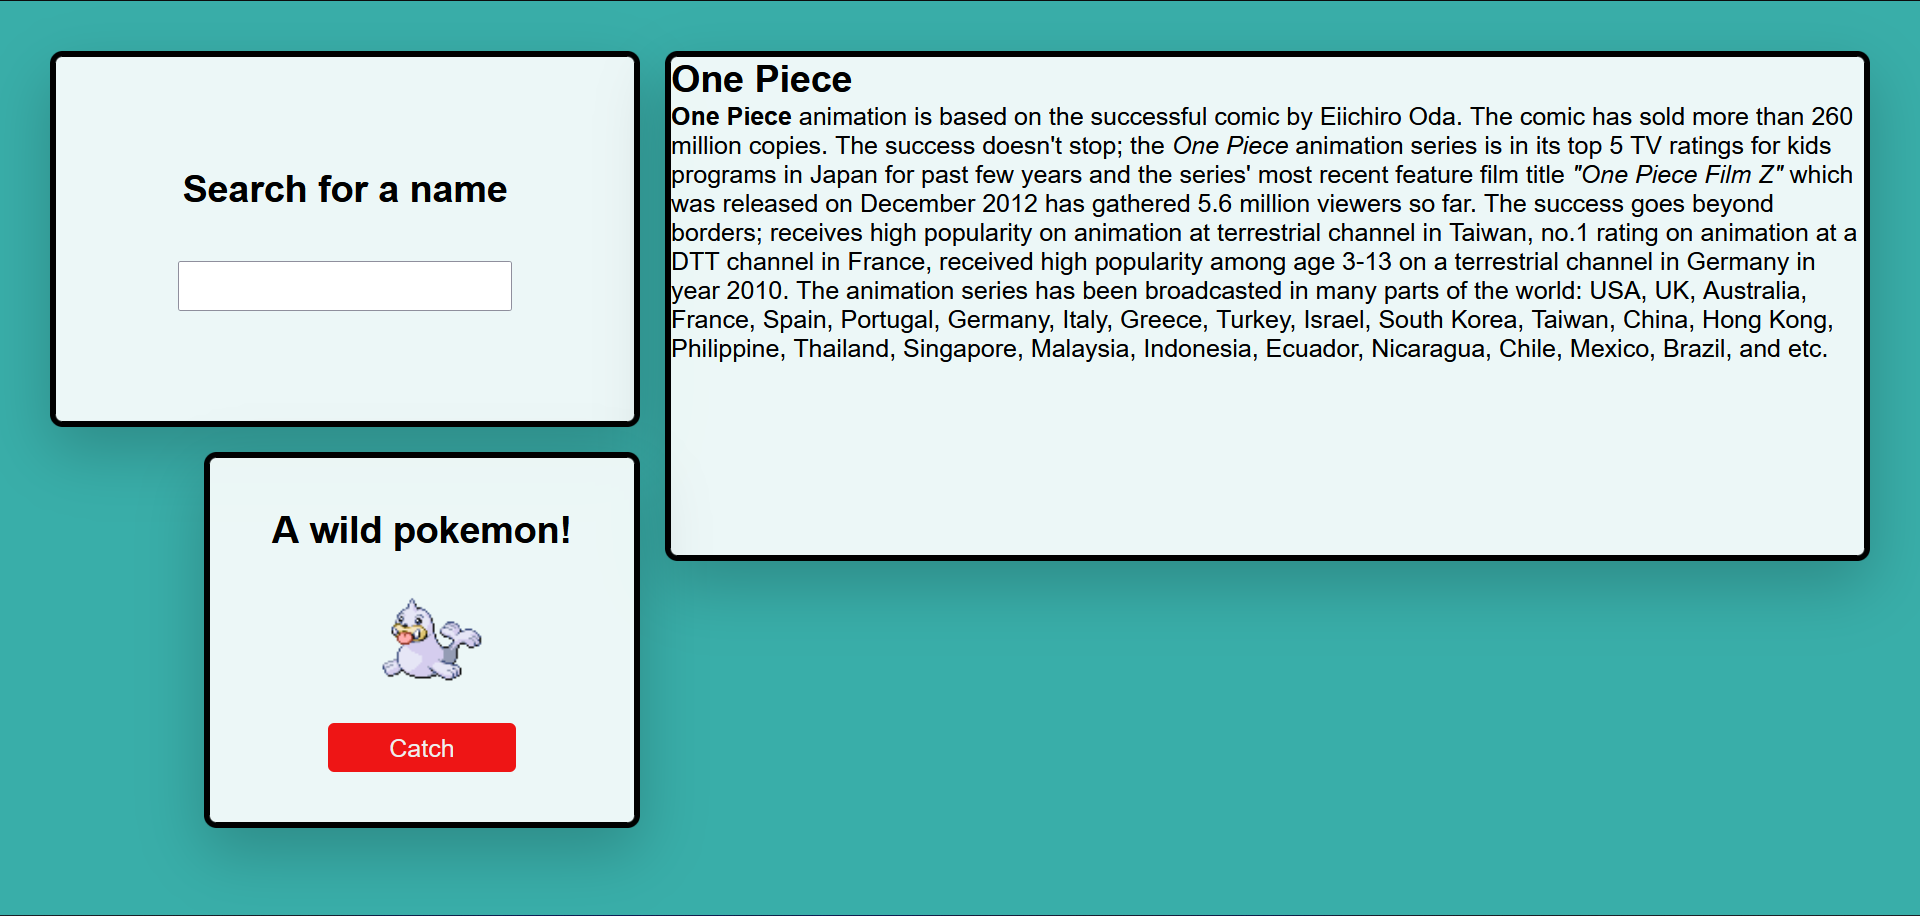 Search for a name
A wild pokemon!
Catch
One Piece
One Piece animation is based on the successful comic by Eiichiro Oda. The comic has sold more than 260
million copies. The success doesn't stop; the One Piece animation series is in its top 5 TV ratings for kids
programs in Japan for past few years and the series' most recent feature film title "One Piece Film Z" which
was released on December 2012 has gathered 5.6 million viewers so far. The success goes beyond
borders; receives high popularity on animation at terrestrial channel in Taiwan, no.1 rating on animation at a
DTT channel in France, received high popularity among age 3-13 on a terrestrial channel in Germany in
year 2010. The animation series has been broadcasted in many parts of the world: USA, UK, Australia,
France, Spain, Portugal, Germany, Italy, Greece, Turkey, Israel, South Korea, Taiwan, China, Hong Kong,
Philippine, Thailand, Singapore, Malaysia, Indonesia, Ecuador, Nicaragua, Chile, Mexico, Brazil, and etc.